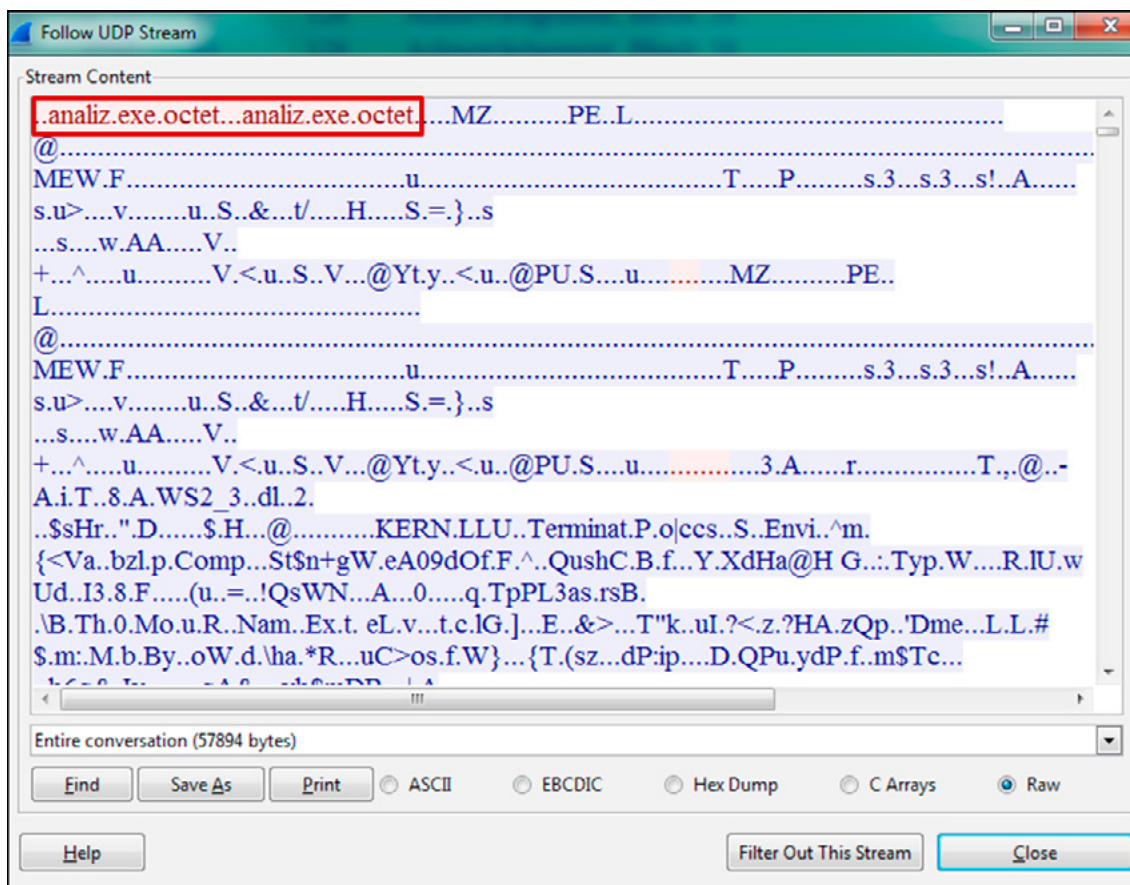 Follow UDP Stream
Stream Content
..analiz.exe.octet...analiz.exe.octet.....MZ..........PE..L.............................................
@...............................................................................................................................
MEW.F..................................u.....................................T.....P.........s.3...s.3...s!..A......
s.u>....v........u..S..&...t/.....H.....S.=.}..s
...s....w.AA.....V..
+...^.....u..........V.<.u..S..V...@Yt.y..<.u..@PU.S....u...........MZ..........PE..
L.............................................
@...............................................................................................................................
MEW.F..................................u.....................................T.....P.........s.3...s.3...s!..A......
s.u>....v........u..S..&...t/.....H.....S.=.}..s
...s....w.AA.....V..
+...^.....u..........V.<.u..S..V...@Yt.y..<.u..@PU.S....u...............3.A......r...............T.,.@..-
A.i.T..8.A.WS2_3..dl..2.
..$sHr..".D......$.H...@...........KERN.LLU..Terminat.P.o|ccs..S..Envi..^m.
{<Va..bzl.p.Comp...St$n+gW.eA09dOf.F.^..QushC.B.f...Y.XdHa@H G..:.Typ.W....R.lU.w
Ud..I3.8.F.....(u..=..!QsWN...A...0.....q.TpPL3as.rsB.
.\B.Th.0.Mo.u.R..Nam..Ex.t. eL.v...t.c.lG.]...E..&>...T"k..uI.?<.z.?HA.zQp..'Dme...L.L.#
$.m:.M.b.By..oW.d.\ha.*R...uC>os.f.W}...{T.(sz...dP:ip....D.QPu.ydP.f..m$Tc...
Entire conversation (57894 bytes)
Find Save As Print ASCII EBCDIC Hex Dump C Arrays Raw
Help Filter Out This Stream Close